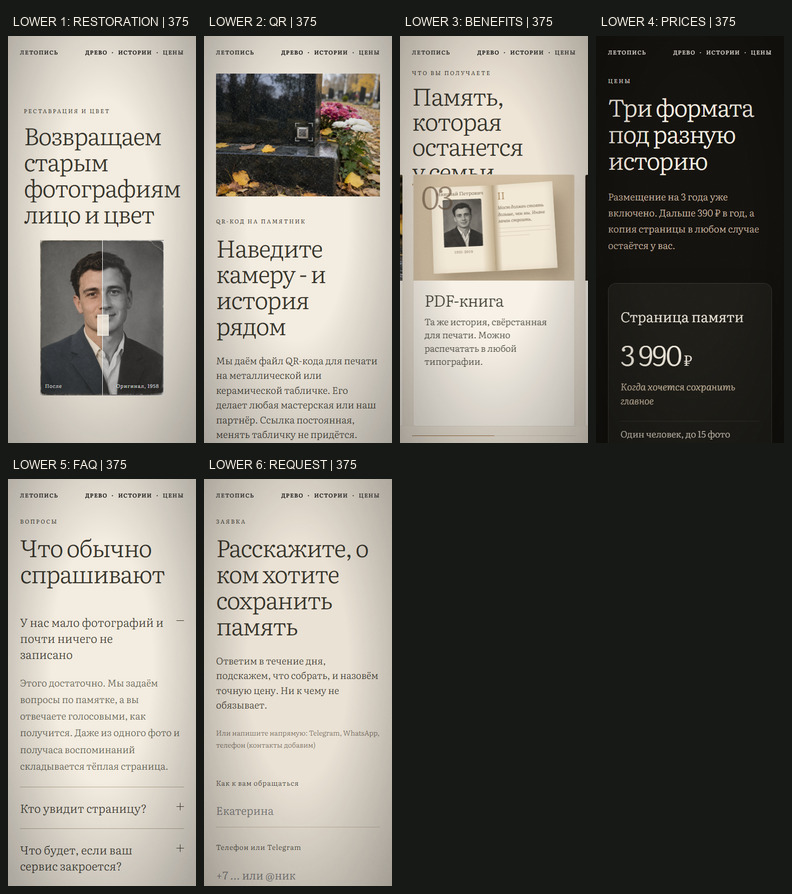 LOWER 1: RESTORATION | 375
ЛЕТОПИСЬ
ДРЕВО · ИСТОРИИ · ЦЕНЫ
РЕСТАВРАЦИЯ И ЦВЕТ
Возвращаем
старым
фотографиям
лицо и цвет
После
Оригинал, 1958
LOWER 2: QR | 375
ЛЕТОПИСЬ
ДРЕВО · ИСТОРИИ · ЦЕНЫ
QR-КОД НА ПАМЯТНИК
Наведите
камеру - и
история
рядом
Мы даём файл QR-кода для печати
на металлической или
керамической табличке. Его
делает любая мастерская или наш
партнёр. Ссылка постоянная,
менять табличку не придётся.
LOWER 3: BENEFITS | 375
ЛЕТОПИСЬ
ДРЕВО · ИСТОРИИ · ЦЕНЫ
ЧТО ВЫ ПОЛУЧАЕТЕ
Память,
которая
останется
у семьи
03
Петрович
11
PDF-книга
Та же история, свёрстанная
для печати. Можно
распечатать в любой
типографии.
LOWER 4: PRICES | 375
ЛЕТОПИСЬ
ДРЕВО · ИСТОРИИ · ЦЕНЫ
ЦЕНЫ
Три формата
под разную
историю
Размещение на 3 года уже
включено. Дальше 390 ₽ в год, а
копия страницы в любом случае
остаётся у вас.
Страница памяти
3 990 ₽
Когда хочется сохранить
главное
Один человек, до 15 фото
LOWER 5: FAQ | 375
ЛЕТОПИСЬ
ДРЕВО · ИСТОРИИ · ЦЕНЫ
ВОПРОСЫ
Что обычно
спрашивают
У нас мало фотографий и
почти ничего не
записано
Этого достаточно. Мы задаём
вопросы по памятке, а вы
отвечаете голосовыми, как
получится. Даже из одного фото и
получаса воспоминаний
складывается тёплая страница.
Кто увидит страницу?
Что будет, если ваш
сервис закроется?
LOWER 6: REQUEST | 375
ЛЕТОПИСЬ
ДРЕВО · ИСТОРИИ · ЦЕНЫ
ЗАЯВКА
Расскажите, о
ком хотите
сохранить
память
Ответим в течение дня,
подскажем, что собрать, и назовём
точную цену. Ни к чему не
обязывает.
Или напишите напрямую: Telegram, WhatsApp,
телефон (контакты добавим)
Как к вам обращаться
Екатерина
Телефон или Telegram
+7 ... или @ник